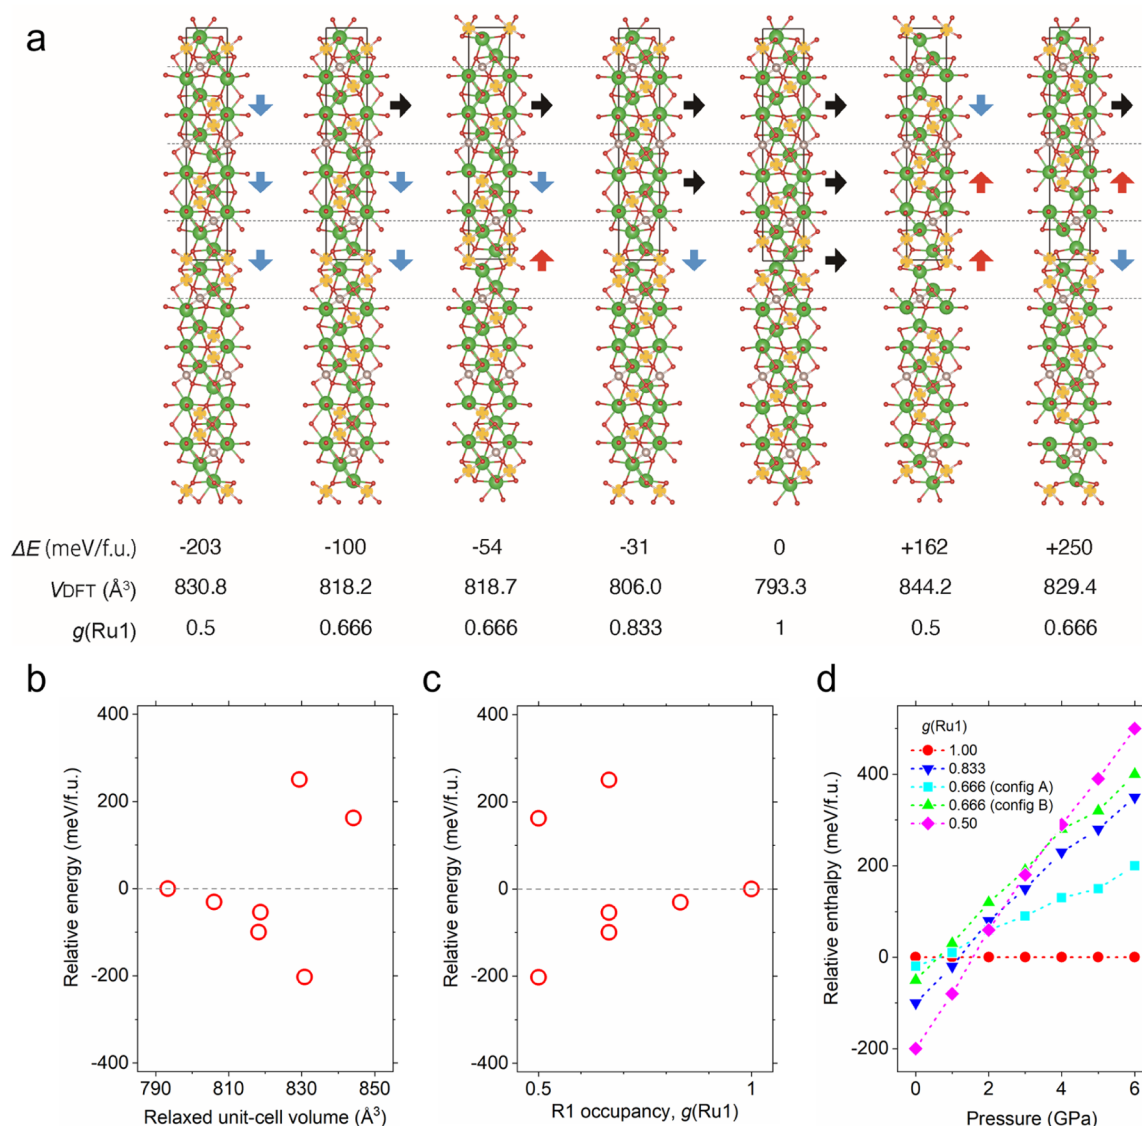 a
ΔE (meV/f.u.) -203 -100 -54 -31 0 +162 +250
VDFT (Å³) 830.8 818.2 818.7 806.0 793.3 844.2 829.4
g(Ru1) 0.5 0.666 0.666 0.833 1 0.5 0.666
b
400
200
0
-200
-400
Relative energy (meV/f.u.)
790 810 830 850
Relaxed unit-cell volume (Å³)
c
400
200
0
-200
-400
Relative energy (meV/f.u.)
0.5 1
R1 occupancy, g(Ru1)
d
g(Ru1)
1.00
0.833
0.666 (config A)
0.666 (config B)
0.50
400
200
0
-200
Relative enthalpy (meV/f.u.)
0 2 4 6
Pressure (GPa)